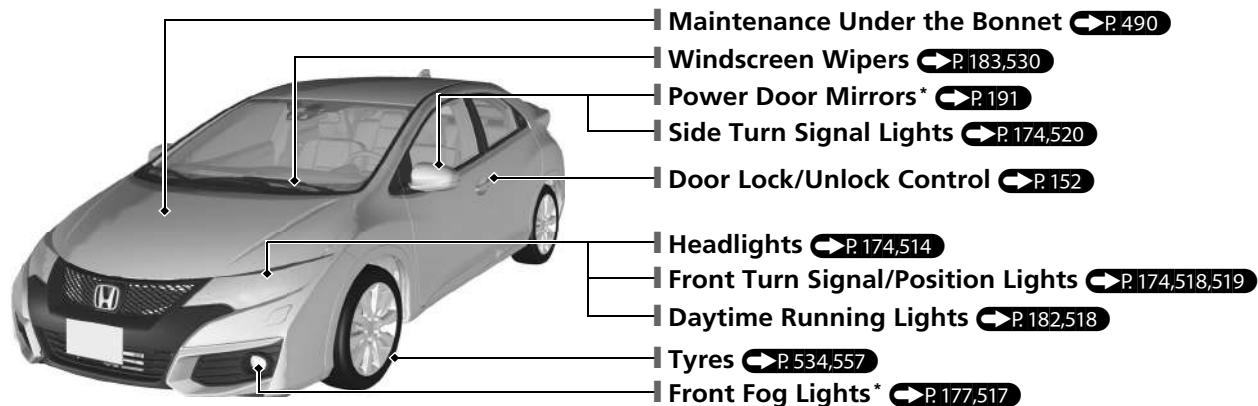 Maintenance Under the Bonnet P. 490
Windscreen Wipers P. 183,530
Power Door Mirrors* P. 191
Side Turn Signal Lights P. 174,520
Door Lock/Unlock Control P. 152
Headlights P. 174,514
Front Turn Signal/Position Lights P. 174,518,519
Daytime Running Lights P. 182,518
Tyres P. 534,557
Front Fog Lights* P. 177,517